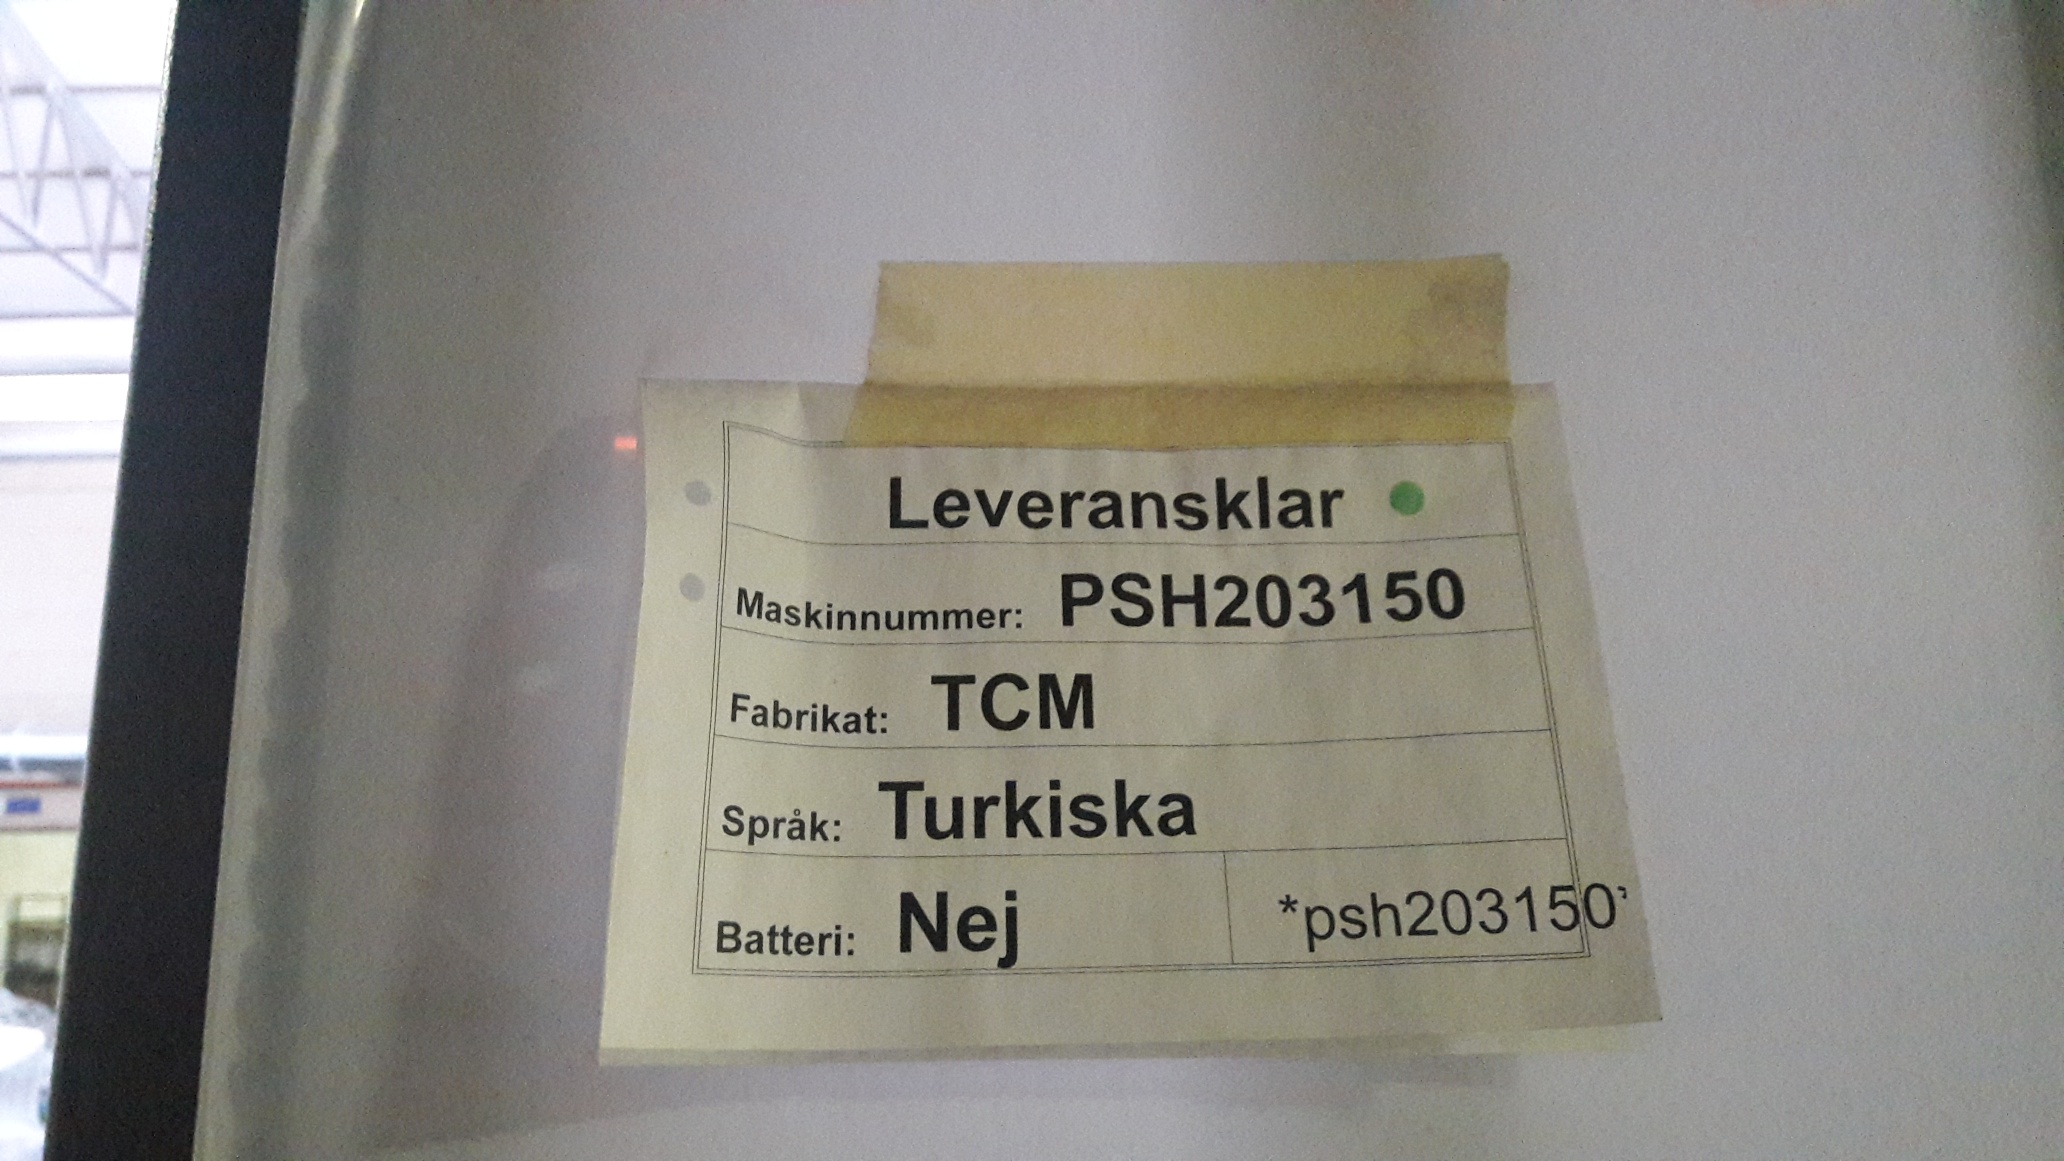 Leveransklar
Maskinnummer: PSH203150
Fabrikat: TCM
Språk: Turkiska
Batteri: Nej
*psh203150*